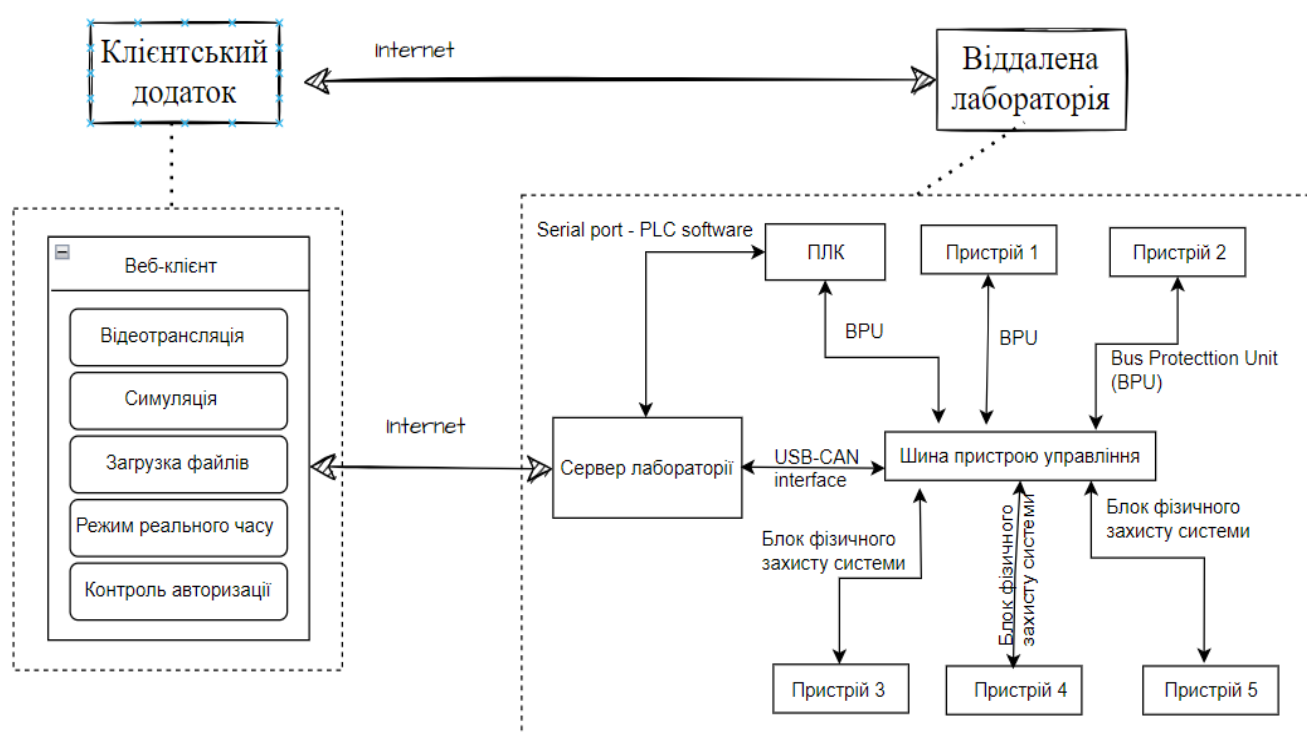 Клієнтський
додаток
Internet
Віддалена
лабораторія
Веб-клієнт
Відеотрансляція
Симуляція
Загрузка файлів
Режим реального часу
Контроль авторизації
Internet
Serial port - PLC software
ПЛК
Пристрій 1
Пристрій 2
BPU
BPU
Bus Protecttion Unit
(BPU)
Сервер лабораторії
USB-CAN
interface
Шина пристрою управління
Блок фізичного
захисту системи
Блок фізичного
захисту системи
Блок фізичного
захисту системи
Пристрій 3
Пристрій 4
Пристрій 5